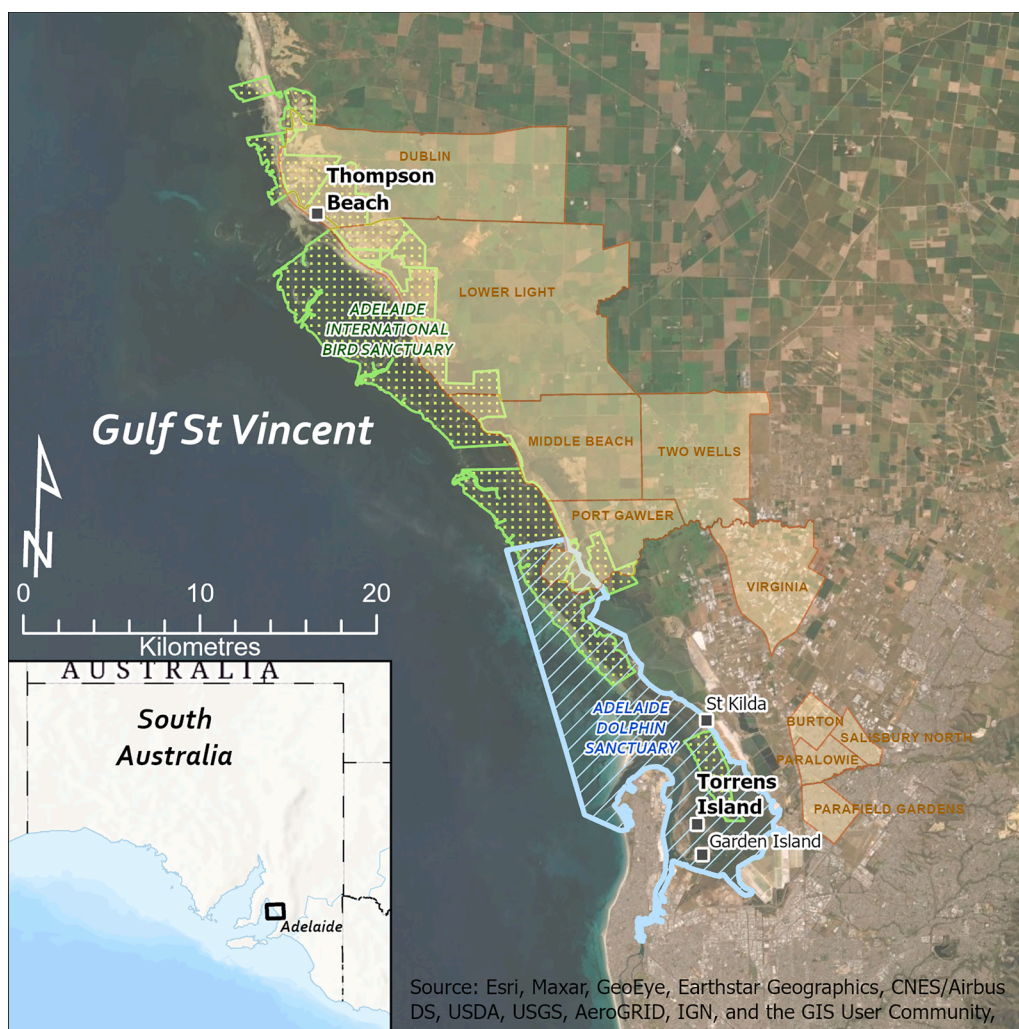 DUBLIN
Thompson
Beach
LOWER LIGHT
ADELAIDE
INTERNATIONAL
BIRD SANCTUARY
Gulf St Vincent
MIDDLE BEACH
TWO WELLS
PORT GAWLER
N
VIRGINIA
0 10 20
Kilometres
AUSTRALIA
South
Australia
Adelaide
St Kilda
ADELAIDE
DOLPHIN
SANCTUARY
BURTON
SALISBURY NORTH
PARALOWIE
Torrens
Island
PARAFIELD GARDENS
Garden Island
Source: Esri, Maxar, GeoEye, Earthstar Geographics, CNES/Airbus
DS, USDA, USGS, AeroGRID, IGN, and the GIS User Community,